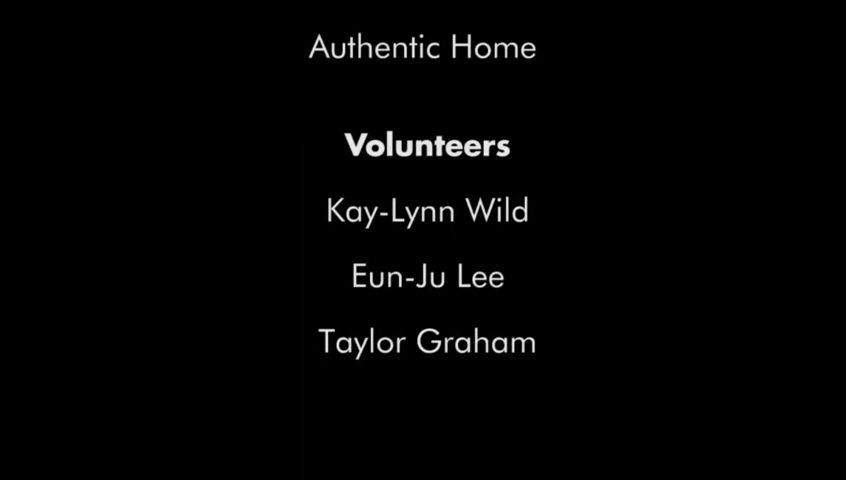 Authentic Home
Volunteers
Kay-Lynn Wild
Eun-Ju Lee
Taylor Graham